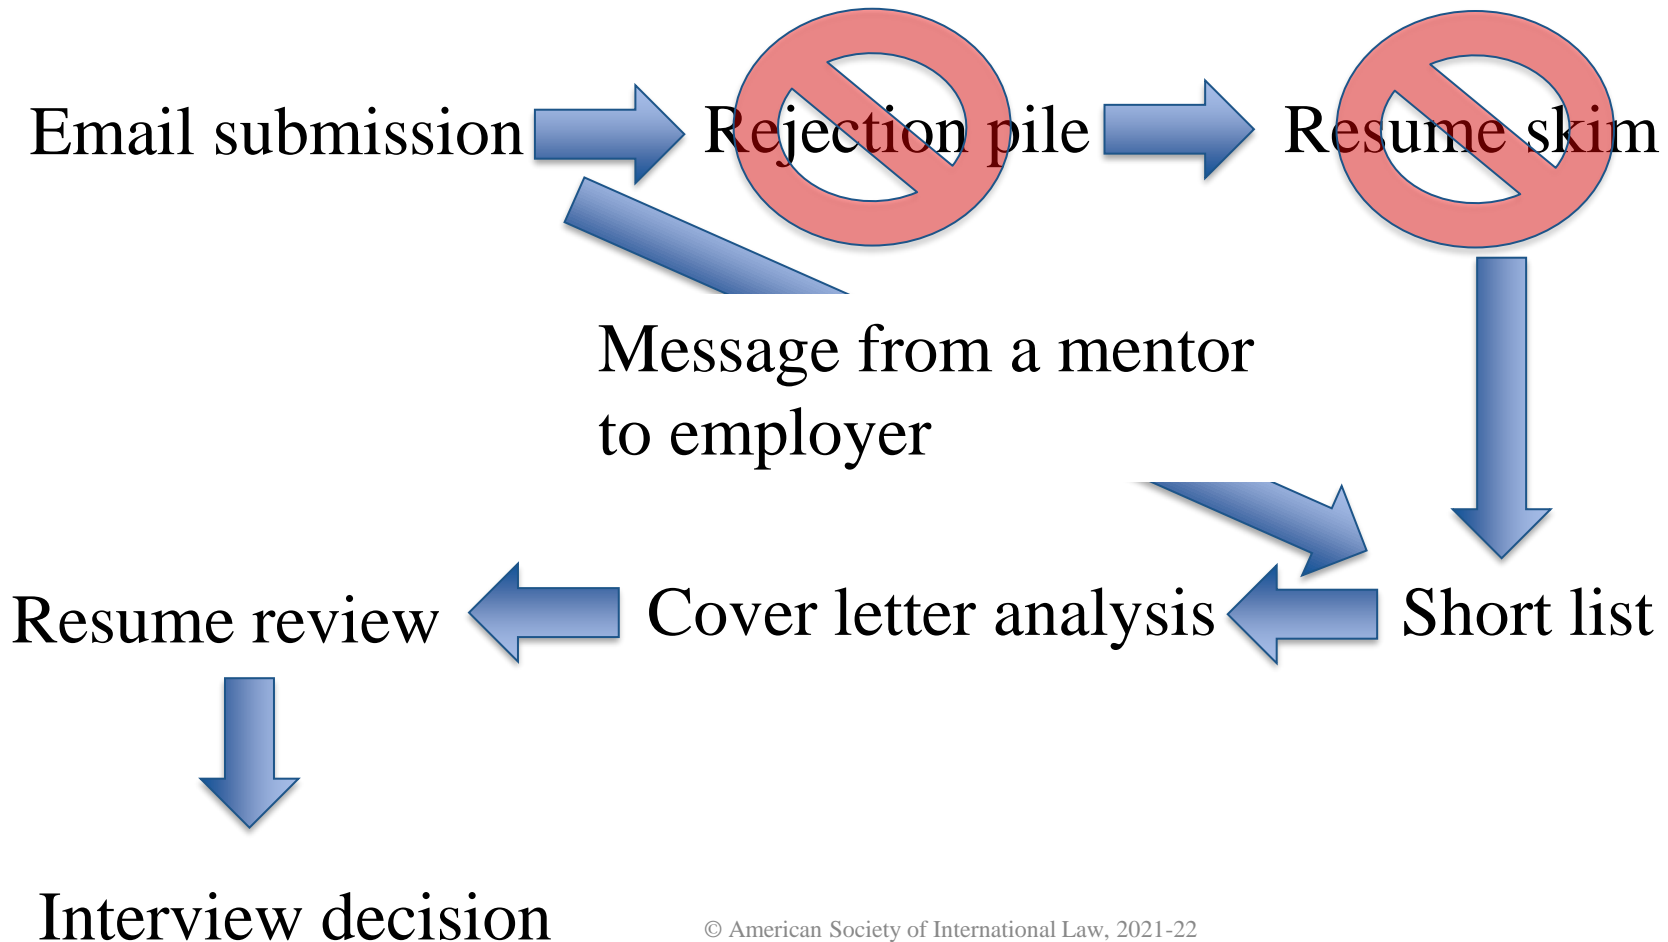 Email submission
Rejection pile
Resume skim
Message from a mentor
to employer
Resume review
Cover letter analysis
Short list
Interview decision
© American Society of International Law, 2021-22